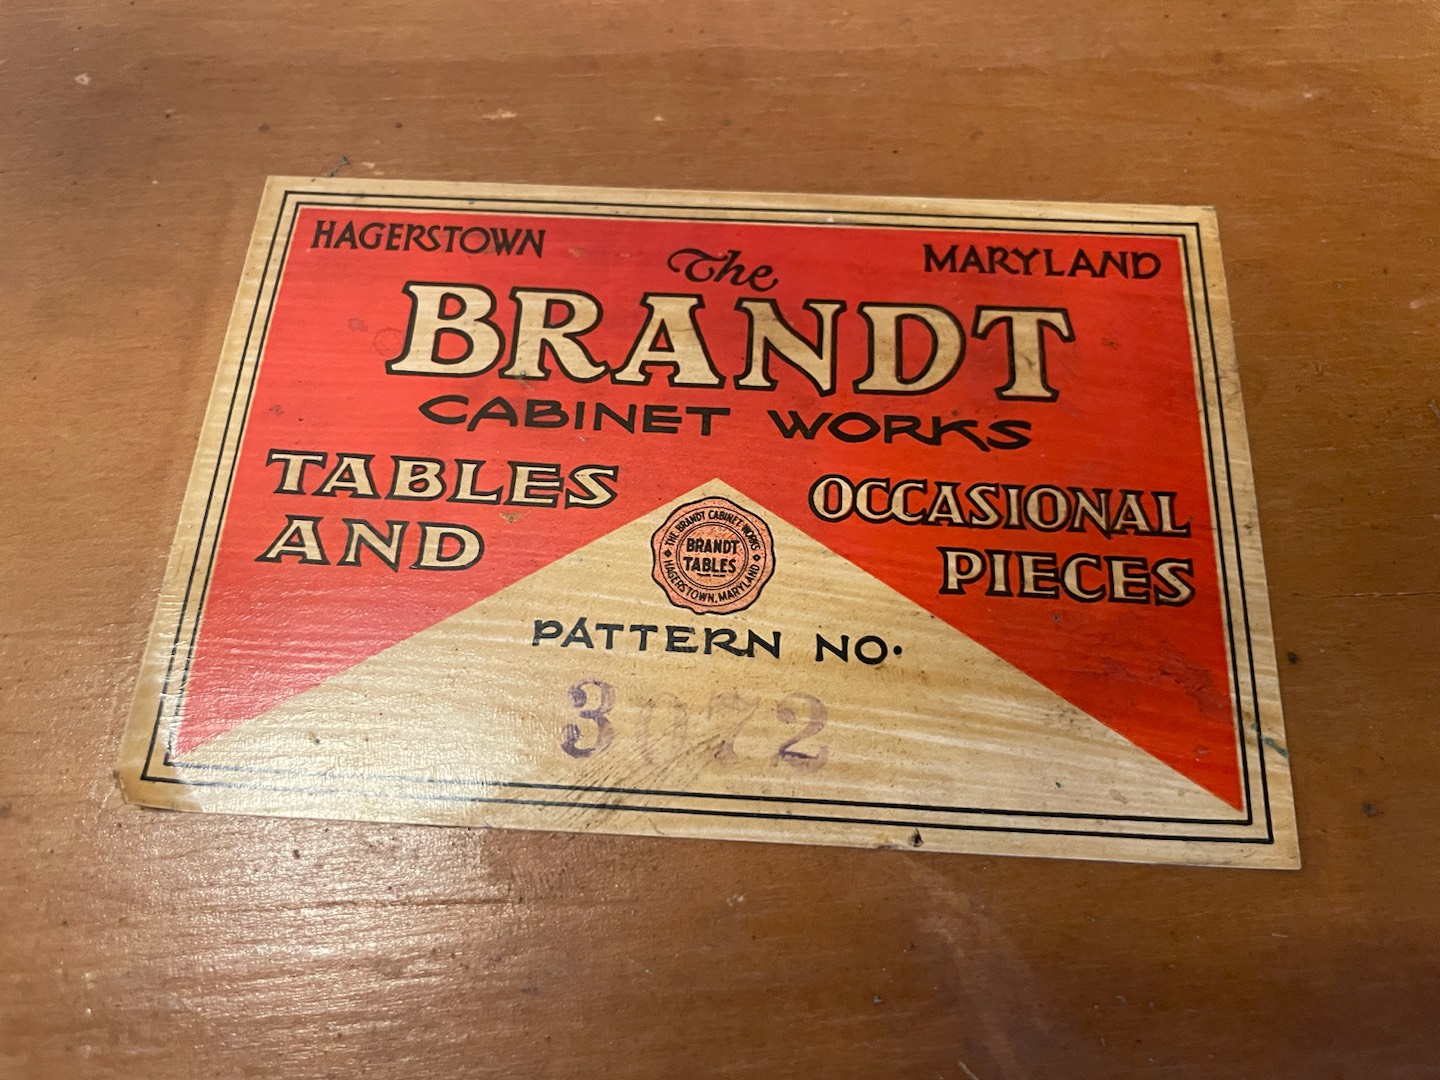 HAGERSTOWN
MARYLAND
The
BRANDT
CABINET WORKS
TABLES
AND
OCCASIONAL
PIECES
THE BRANDT CABINET WORKS
BRANDT
TABLES
HAGERSTOWN, MARYLAND
PATTERN NO.
3072